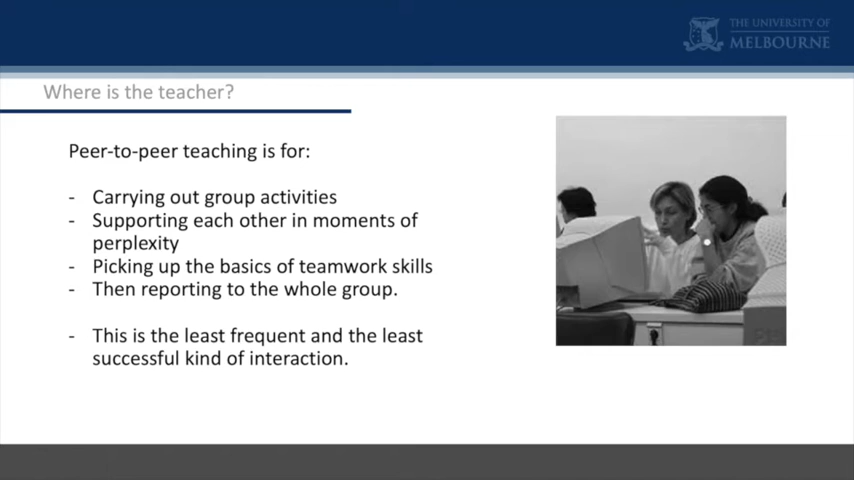 THE UNIVERSITY OF
MELBOURNE
Where is the teacher?
Peer-to-peer teaching is for:
- Carrying out group activities
- Supporting each other in moments of
perplexity
- Picking up the basics of teamwork skills
- Then reporting to the whole group.
- This is the least frequent and the least
successful kind of interaction.